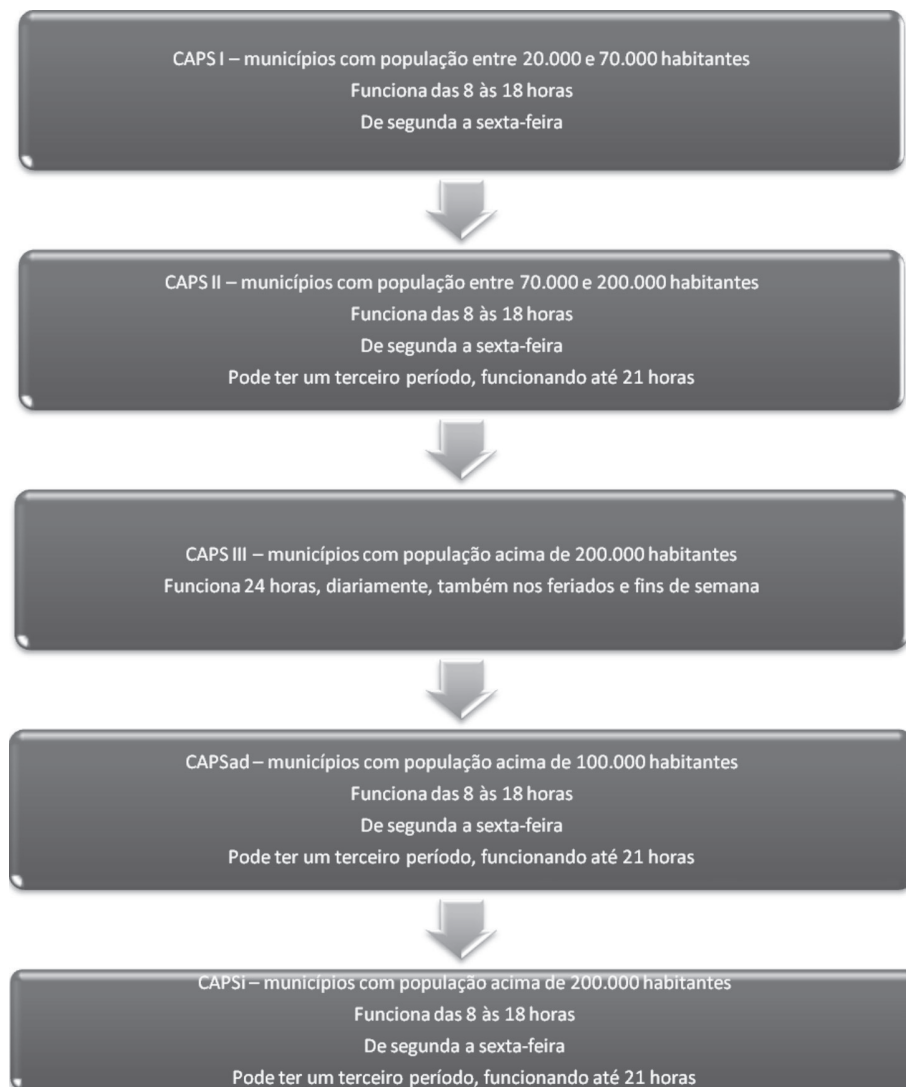 CAPS I – municípios com população entre 20.000 e 70.000 habitantes
Funciona das 8 às 18 horas
De segunda a sexta-feira
CAPS II – municípios com população entre 70.000 e 200.000 habitantes
Funciona das 8 às 18 horas
De segunda a sexta-feira
Pode ter um terceiro período, funcionando até 21 horas
CAPS III – municípios com população acima de 200.000 habitantes
Funciona 24 horas, diariamente, também nos feriados e fins de semana
CAPSad – municípios com população acima de 100.000 habitantes
Funciona das 8 às 18 horas
De segunda a sexta-feira
Pode ter um terceiro período, funcionando até 21 horas
CAPSi – municípios com população acima de 200.000 habitantes
Funciona das 8 às 18 horas
De segunda a sexta-feira
Pode ter um terceiro período, funcionando até 21 horas